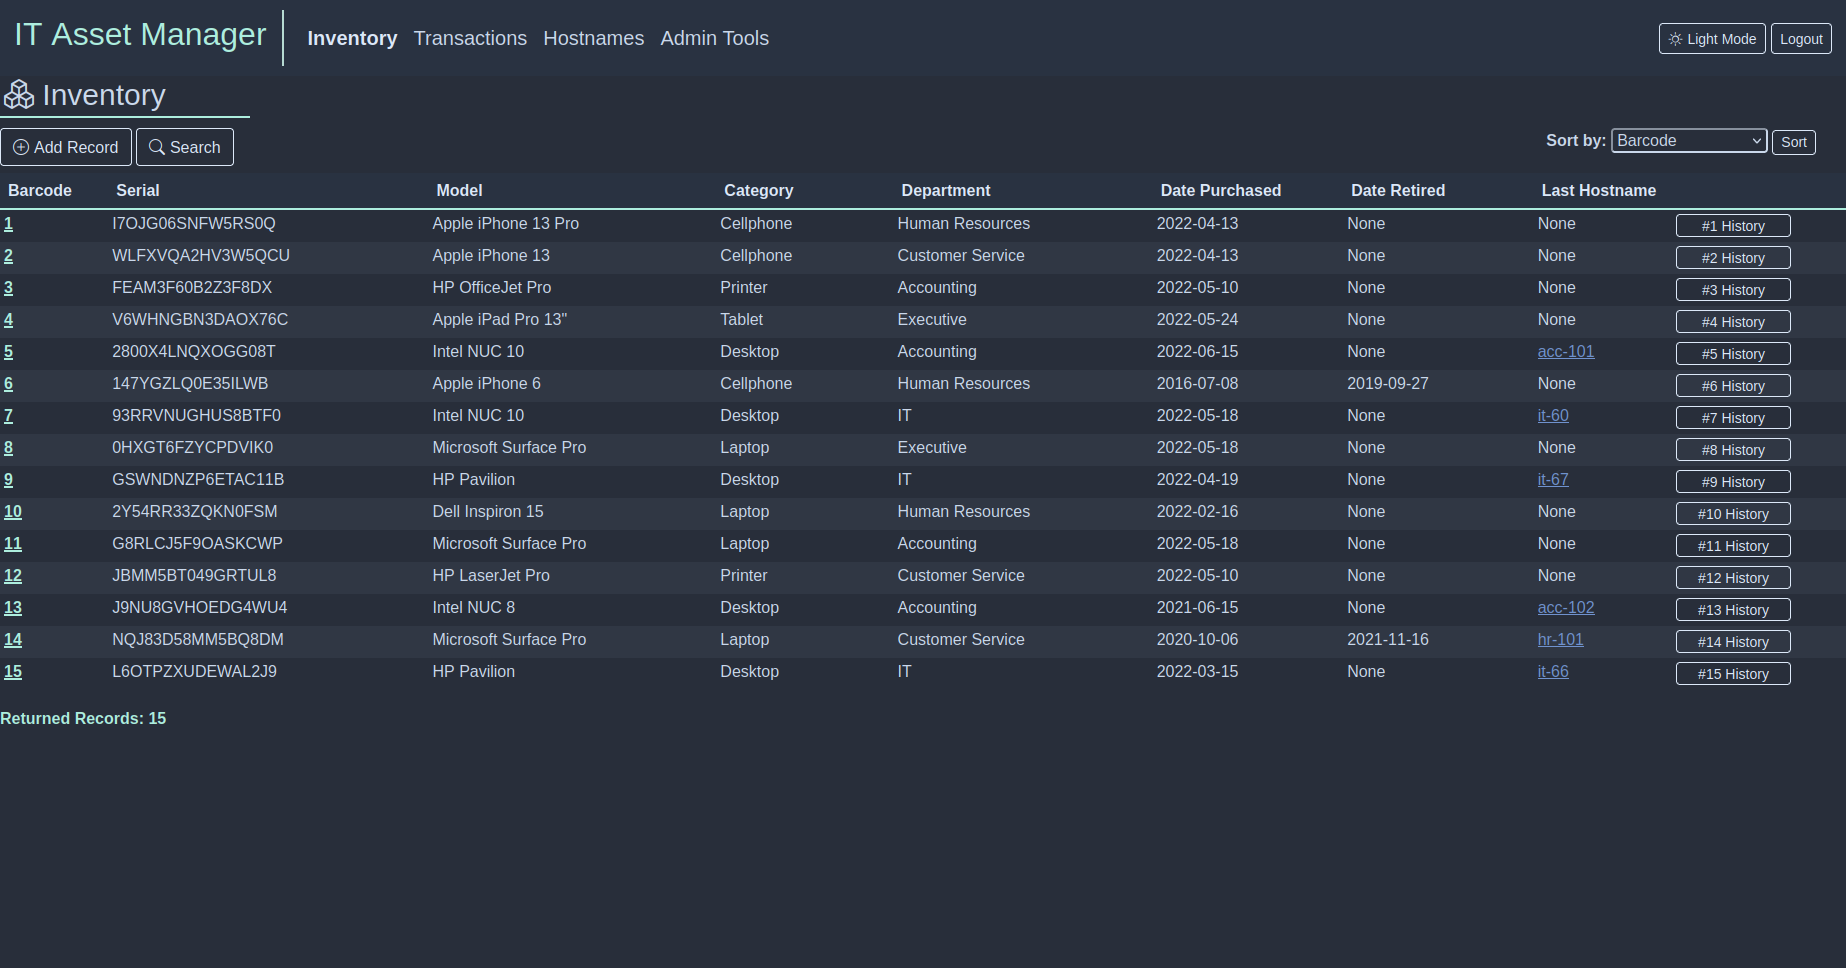 IT Asset Manager Inventory Transactions Hostnames Admin Tools Light Mode Logout
Inventory
Add Record Search Sort by: Barcode Sort
Barcode Serial Model Category Department Date Purchased Date Retired Last Hostname
1 I7OJG06SNFW5RS0Q Apple iPhone 13 Pro Cellphone Human Resources 2022-04-13 None None #1 History
2 WLFXVQA2HV3W5QCU Apple iPhone 13 Cellphone Customer Service 2022-04-13 None None #2 History
3 FEAM3F60B2Z3F8DX HP OfficeJet Pro Printer Accounting 2022-05-10 None None #3 History
4 V6WHNGBN3DAOX76C Apple iPad Pro 13" Tablet Executive 2022-05-24 None None #4 History
5 2800X4LNQXOGG08T Intel NUC 10 Desktop Accounting 2022-06-15 None acc-101 #5 History
6 147YGZLQ0E35ILWB Apple iPhone 6 Cellphone Human Resources 2016-07-08 2019-09-27 None #6 History
7 93RRVNUGHUS8BTF0 Intel NUC 10 Desktop IT 2022-05-18 None it-60 #7 History
8 0HXGT6FZYCPDVIK0 Microsoft Surface Pro Laptop Executive 2022-05-18 None None #8 History
9 GSWNDNZP6ETAC11B HP Pavilion Desktop IT 2022-04-19 None it-67 #9 History
10 2Y54RR33ZQKN0FSM Dell Inspiron 15 Laptop Human Resources 2022-02-16 None None #10 History
11 G8RLCJ5F9OASKCWP Microsoft Surface Pro Laptop Accounting 2022-05-18 None None #11 History
12 JBMM5BT049GRTUL8 HP LaserJet Pro Printer Customer Service 2022-05-10 None None #12 History
13 J9NU8GVHOEDG4WU4 Intel NUC 8 Desktop Accounting 2021-06-15 None acc-102 #13 History
14 NQJ83D58MM5BQ8DM Microsoft Surface Pro Laptop Customer Service 2020-10-06 2021-11-16 hr-101 #14 History
15 L6OTPZXUDEWAL2J9 HP Pavilion Desktop IT 2022-03-15 None it-66 #15 History
Returned Records: 15